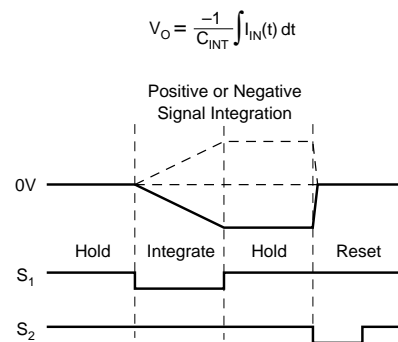 V_O = -1/C_INT ∫ I_IN(t) dt
Positive or Negative
Signal Integration
0V
Hold Integrate Hold Reset
S_1
S_2